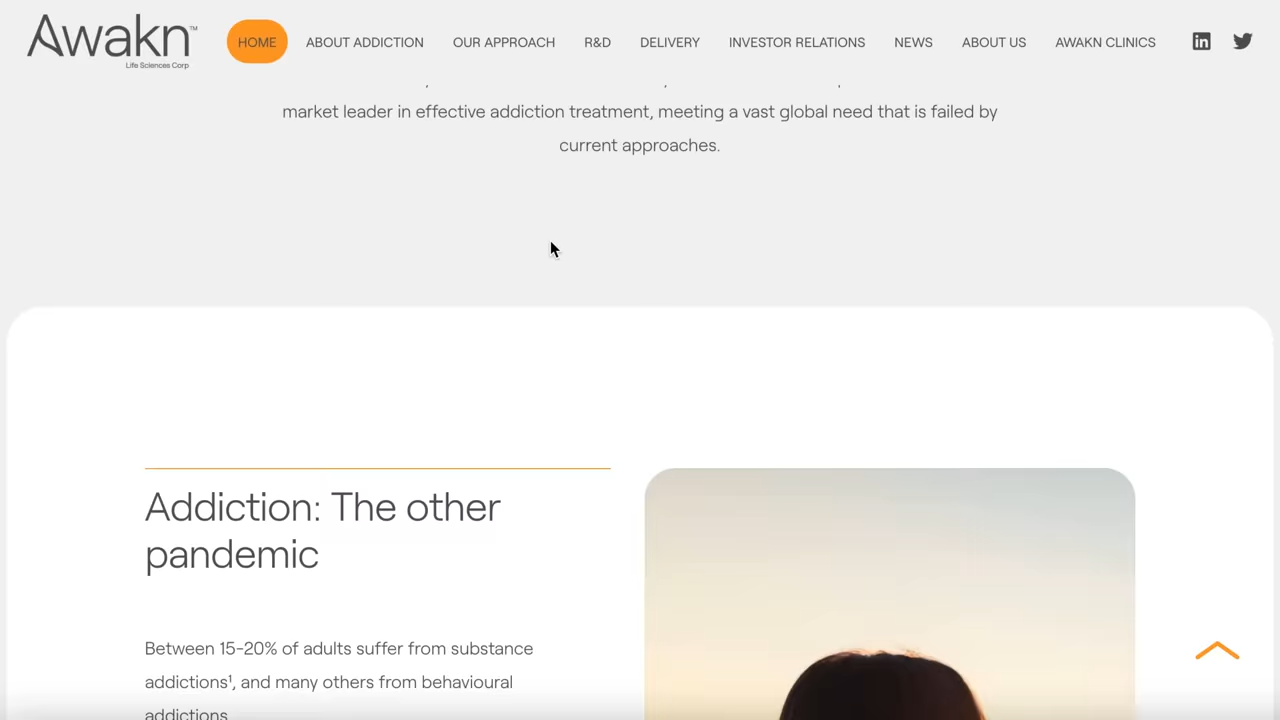 Awakn™
Life Sciences Corp
HOME
ABOUT ADDICTION
OUR APPROACH
R&D
DELIVERY
INVESTOR RELATIONS
NEWS
ABOUT US
AWAKN CLINICS
in
market leader in effective addiction treatment, meeting a vast global need that is failed by
current approaches.
Addiction: The other
pandemic
Between 15-20% of adults suffer from substance
addictions¹, and many others from behavioural
addictions